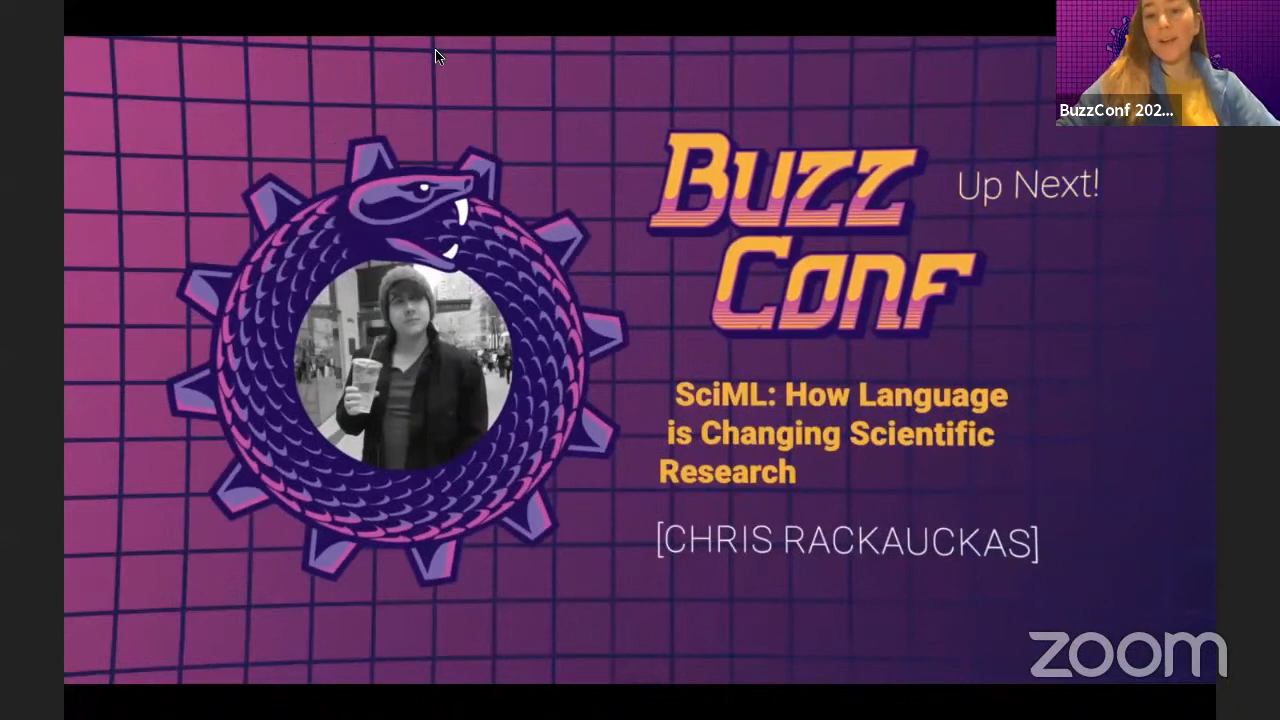 BuzzConf 202...
BUZZ
CONF
Up Next!
SciML: How Language
is Changing Scientific
Research
[CHRIS RACKAUCKAS]
zoom